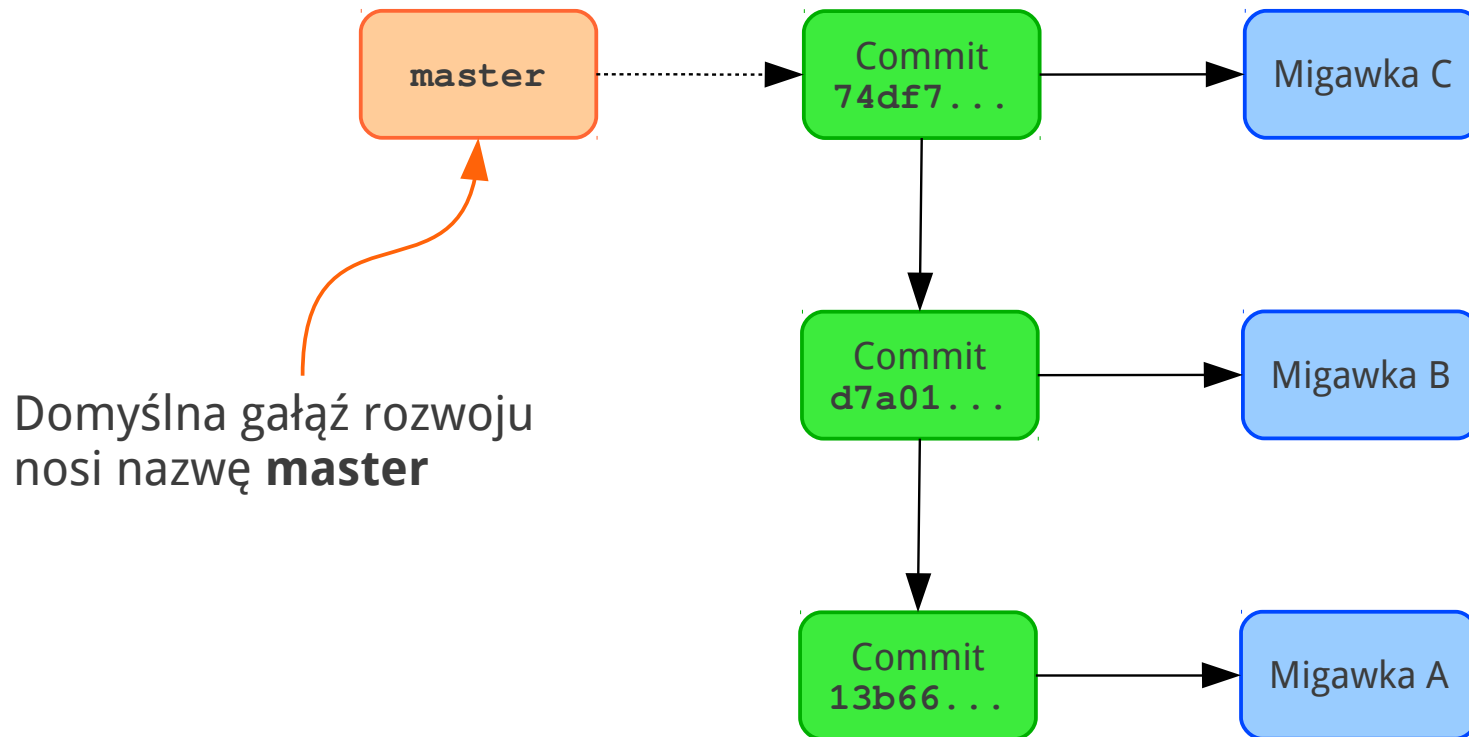 master
Commit
74df7...
Migawka C
Commit
d7a01...
Migawka B
Domyślna gałąź rozwoju
nosi nazwę master
Commit
13b66...
Migawka A